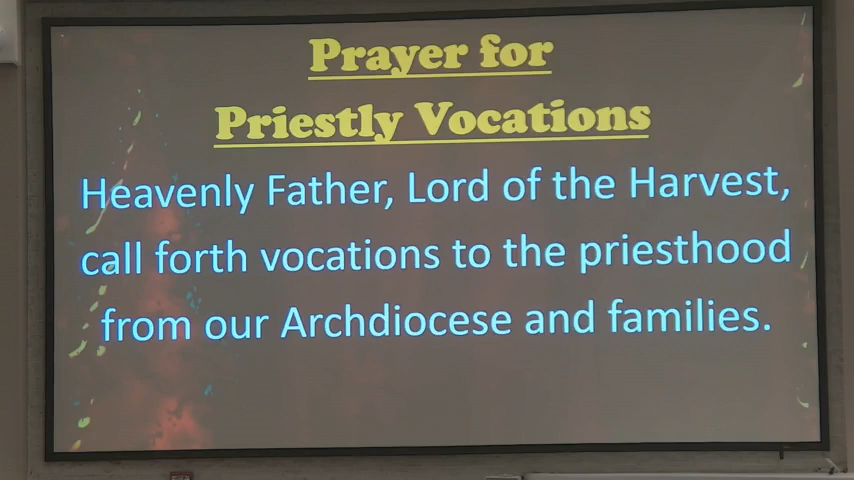 Prayer for
Priestly Vocations
Heavenly Father, Lord of the Harvest,
call forth vocations to the priesthood
from our Archdiocese and families.